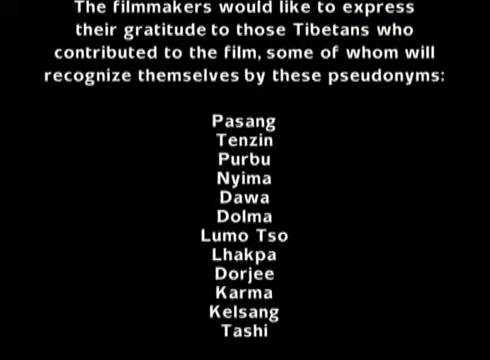 The filmmakers would like to express
their gratitude to those Tibetans who
contributed to the film, some of whom will
recognize themselves by these pseudonyms:
Pasang
Tenzin
Purbu
Nyima
Dawa
Dolma
Lumo Tso
Lhakpa
Dorjee
Karma
Kelsang
Tashi